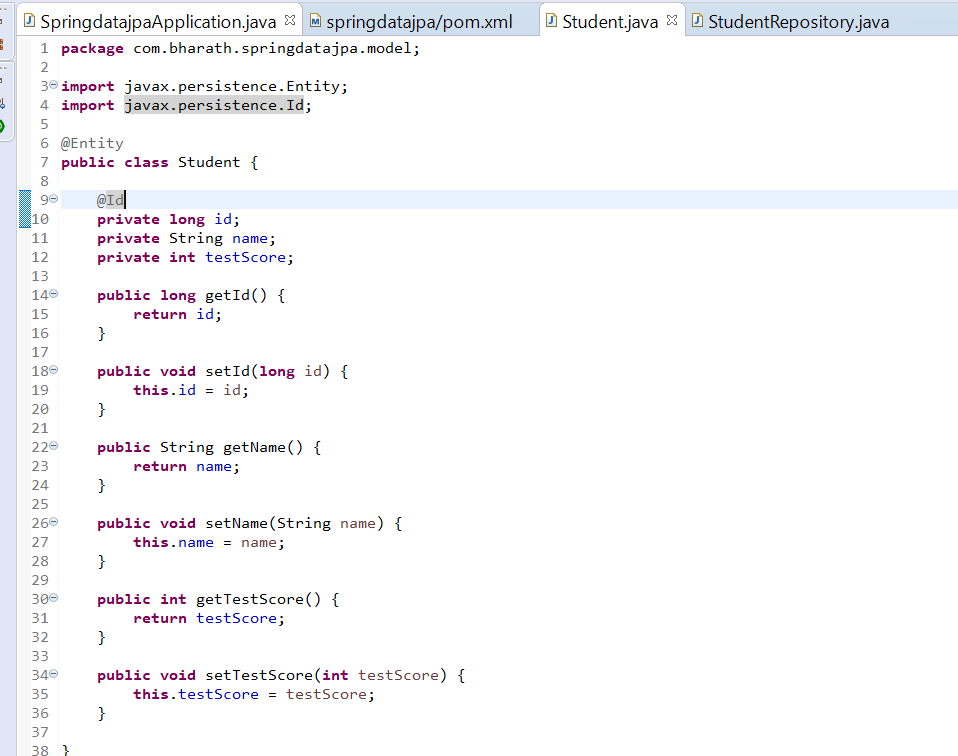 SpringdatajpaApplication.java springdatajpa/pom.xml Student.java StudentRepository.java
1 package com.bharath.springdatajpa.model;
2
3 import javax.persistence.Entity;
4 import javax.persistence.Id;
5
6 @Entity
7 public class Student {
8
9     @Id
10     private long id;
11     private String name;
12     private int testScore;
13
14     public long getId() {
15         return id;
16     }
17
18     public void setId(long id) {
19         this.id = id;
20     }
21
22     public String getName() {
23         return name;
24     }
25
26     public void setName(String name) {
27         this.name = name;
28     }
29
30     public int getTestScore() {
31         return testScore;
32     }
33
34     public void setTestScore(int testScore) {
35         this.testScore = testScore;
36     }
37
38 }